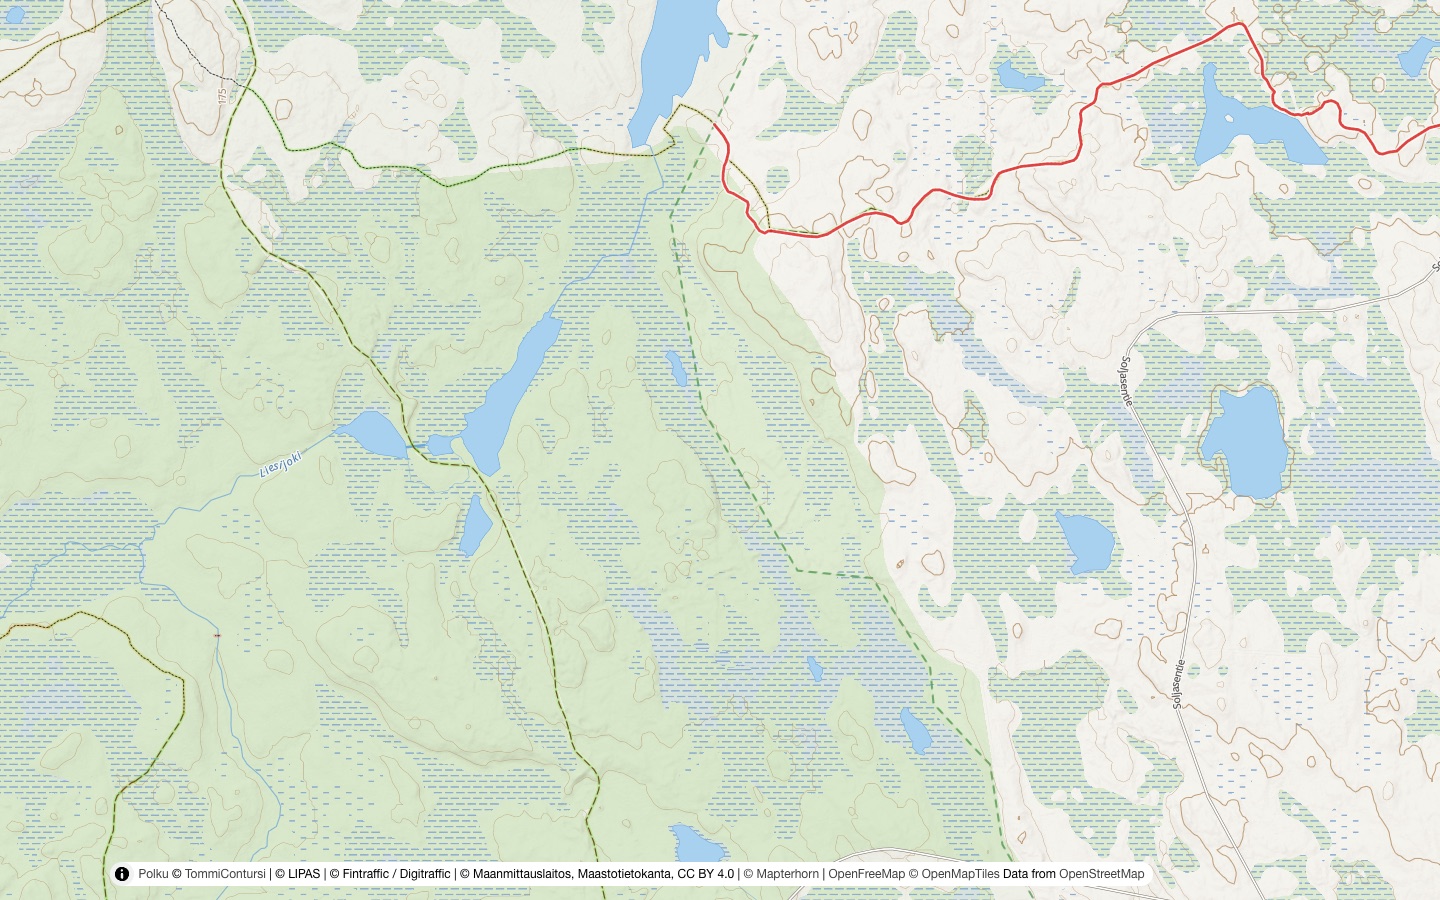 175
Soljasentie
Liesijoki
Soljasentie
Polku © TommiContursi | © LIPAS | © Fintraffic / Digitraffic | © Maanmittauslaitos, Maastotietokanta, CC BY 4.0 | © Mapterhorn | OpenFreeMap © OpenMapTiles Data from OpenStreetMap